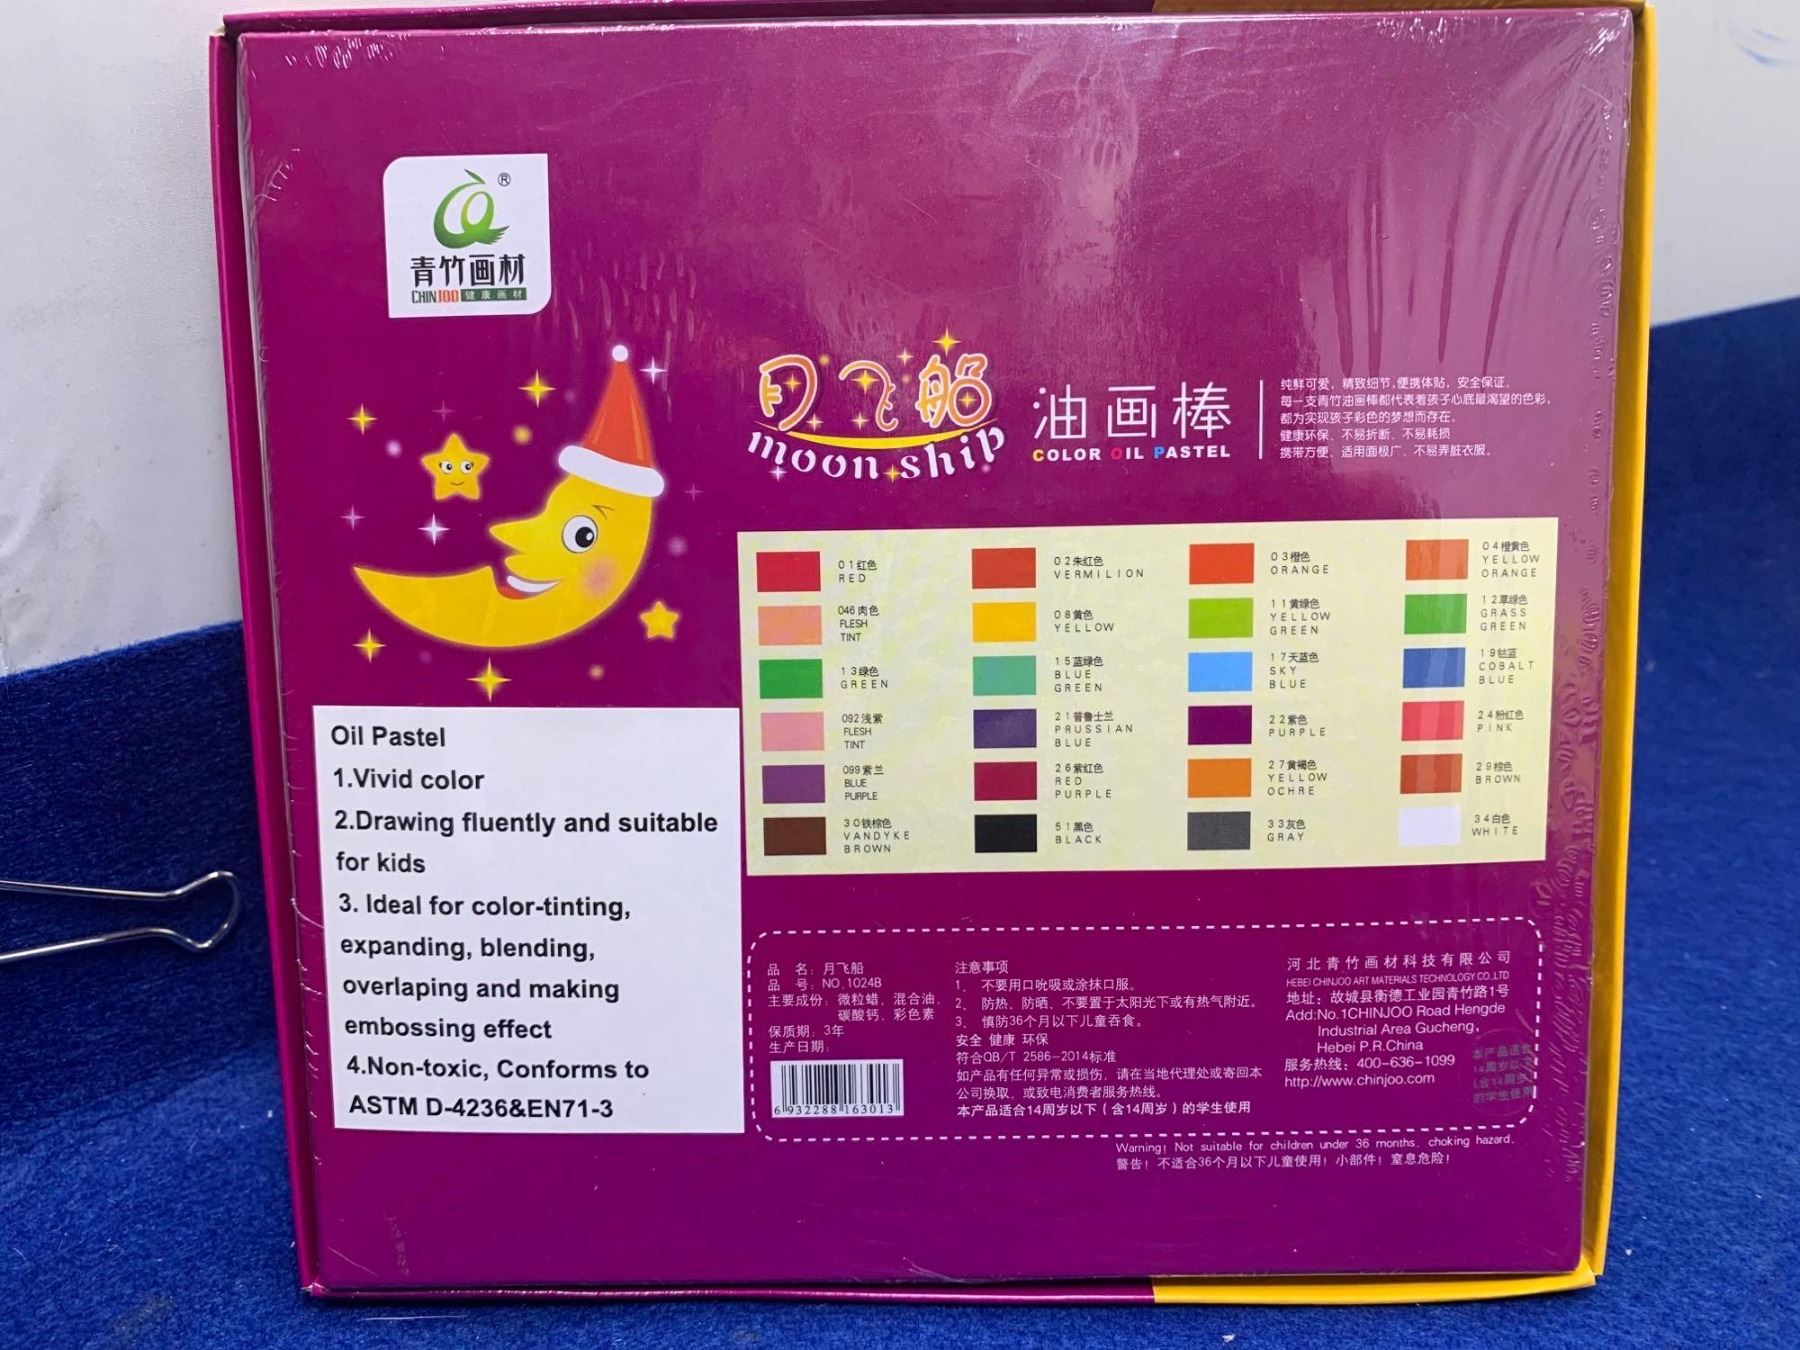 ®
青竹画材
CHINJOO 健康画材
月飞船
moon ship
油画棒
COLOR OIL PASTEL
纯鲜可爱，精致细节，便携体贴，安全保证。
每一支青竹油画棒都代表着孩子心底最渴望的色彩，
都为实现孩子彩色的梦想而存在。
健康环保、不易折断、不易耗损
携带方便、适用面极广、不易弄脏衣服。
01红色
RED
02朱红色
VERMILION
03橙色
ORANGE
04橙黄色
YELLOW
ORANGE
046肉色
FLESH
TINT
08黄色
YELLOW
11黄绿色
YELLOW
GREEN
12草绿色
GRASS
GREEN
13绿色
GREEN
15蓝绿色
BLUE
GREEN
17天蓝色
SKY
BLUE
19钴蓝
COBALT
BLUE
092浅紫
FLESH
TINT
21普鲁士兰
PRUSSIAN
BLUE
22紫色
PURPLE
24粉红色
PINK
099紫兰
BLUE
PURPLE
26紫红色
RED
PURPLE
27黄褐色
YELLOW
OCHRE
29棕色
BROWN
30铁棕色
VANDYKE
BROWN
51黑色
BLACK
33灰色
GRAY
34白色
WHITE
Oil Pastel
1.Vivid color
2.Drawing fluently and suitable
for kids
3. Ideal for color-tinting,
expanding, blending,
overlaping and making
embossing effect
4.Non-toxic, Conforms to
ASTM D-4236&EN71-3
品 名：月飞船
品 号：NO.1024B
主要成份：微粒蜡，混合油，
碳酸钙，彩色素
保质期：3年
生产日期：
6 932288 163013
注意事项
1、不要用口吮吸或涂抹口服。
2、防热、防晒、不要置于太阳光下或有热气附近。
3、慎防36个月以下儿童吞食。
安全 健康 环保
符合QB/T 2586-2014标准
如产品有任何异常或损伤，请在当地代理处或寄回本
公司换取，或致电消费者服务热线。
本产品适合14周岁以下（含14周岁）的学生使用
河北青竹画材科技有限公司
HEBEI CHINJOO ART MATERIALS TECHNOLOGY CO.,LTD
地址：故城县衡德工业园青竹路1号
Add:No.1CHINJOO Road Hengde
Industrial Area Gucheng,
Hebei P.R.China
服务热线：400-636-1099
http://www.chinjoo.com
本产品适合
14周岁以下
(含14周岁)
的学生使用
Warning! Not suitable for children under 36 months. choking hazard.
警告！不适合36个月以下儿童使用！小部件！窒息危险！